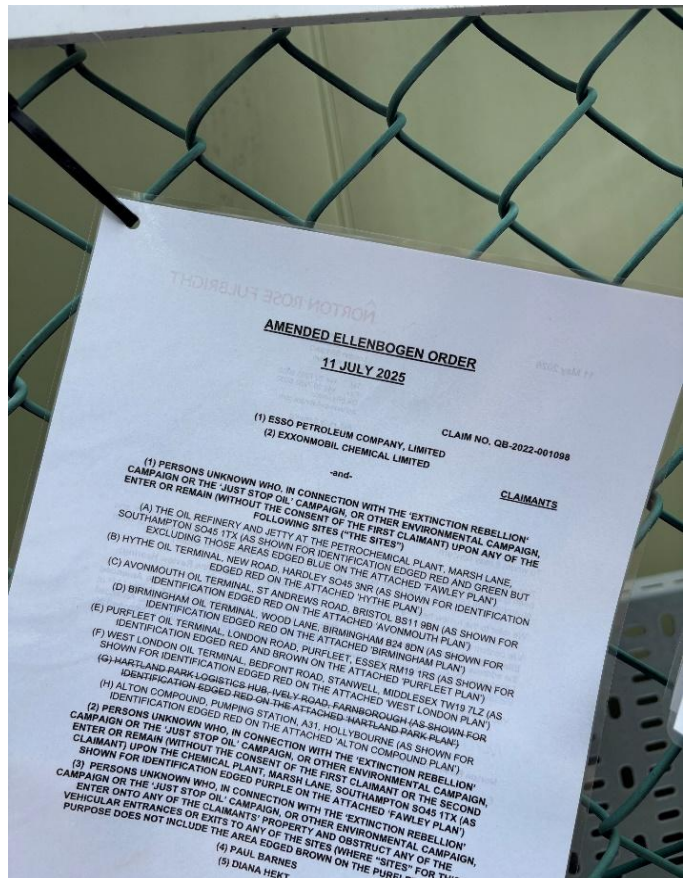 NORTON ROSE FULBRIGHT
11 May 2026
AMENDED ELLENBOGEN ORDER
11 JULY 2025
CLAIM NO. QB-2022-001098
(1) ESSO PETROLEUM COMPANY, LIMITED
(2) EXXONMOBIL CHEMICAL LIMITED
CLAIMANTS
-and-
(1) PERSONS UNKNOWN WHO, IN CONNECTION WITH THE 'EXTINCTION REBELLION'
CAMPAIGN OR THE 'JUST STOP OIL' CAMPAIGN, OR OTHER ENVIRONMENTAL CAMPAIGN,
ENTER OR REMAIN (WITHOUT THE CONSENT OF THE FIRST CLAIMANT) UPON ANY OF THE
FOLLOWING SITES ("THE SITES")
(A) THE OIL REFINERY AND JETTY AT THE PETROCHEMICAL PLANT, MARSH LANE,
SOUTHAMPTON SO45 1TX (AS SHOWN FOR IDENTIFICATION EDGED RED AND GREEN BUT
EXCLUDING THOSE AREAS EDGED BLUE ON THE ATTACHED 'FAWLEY PLAN')
(B) HYTHE OIL TERMINAL, NEW ROAD, HARDLEY SO45 3NR (AS SHOWN FOR IDENTIFICATION
EDGED RED ON THE ATTACHED 'HYTHE PLAN')
(C) AVONMOUTH OIL TERMINAL, ST ANDREWS ROAD, BRISTOL BS11 9BN (AS SHOWN FOR
IDENTIFICATION EDGED RED ON THE ATTACHED 'AVONMOUTH PLAN')
(D) BIRMINGHAM OIL TERMINAL, WOOD LANE, BIRMINGHAM B24 8DN (AS SHOWN FOR
IDENTIFICATION EDGED RED ON THE ATTACHED 'BIRMINGHAM PLAN')
(E) PURFLEET OIL TERMINAL, LONDON ROAD, PURFLEET, ESSEX RM19 1RS (AS SHOWN FOR
IDENTIFICATION EDGED RED AND BROWN ON THE ATTACHED 'PURFLEET PLAN')
(F) WEST LONDON OIL TERMINAL, BEDFONT ROAD, STANWELL, MIDDLESEX TW19 7LZ (AS
SHOWN FOR IDENTIFICATION EDGED RED ON THE ATTACHED 'WEST LONDON PLAN')
(G) HARTLAND PARK LOGISTICS HUB, IVELY ROAD, FARNBOROUGH (AS SHOWN FOR
IDENTIFICATION EDGED RED ON THE ATTACHED 'HARTLAND PARK PLAN')
(H) ALTON COMPOUND, PUMPING STATION, A31, HOLLYBOURNE (AS SHOWN FOR
IDENTIFICATION EDGED RED ON THE ATTACHED 'ALTON COMPOUND PLAN')
(2) PERSONS UNKNOWN WHO, IN CONNECTION WITH THE 'EXTINCTION REBELLION'
CAMPAIGN OR THE 'JUST STOP OIL' CAMPAIGN, OR OTHER ENVIRONMENTAL CAMPAIGN,
ENTER OR REMAIN (WITHOUT THE CONSENT OF THE FIRST CLAIMANT OR THE SECOND
CLAIMANT) UPON THE CHEMICAL PLANT, MARSH LANE, SOUTHAMPTON SO45 1TX (AS
SHOWN FOR IDENTIFICATION EDGED PURPLE ON THE ATTACHED 'FAWLEY PLAN')
(3) PERSONS UNKNOWN WHO, IN CONNECTION WITH THE 'EXTINCTION REBELLION'
CAMPAIGN OR THE 'JUST STOP OIL' CAMPAIGN, OR OTHER ENVIRONMENTAL CAMPAIGN,
ENTER ONTO ANY OF THE CLAIMANTS' PROPERTY AND OBSTRUCT ANY OF THE
VEHICULAR ENTRANCES OR EXITS TO ANY OF THE SITES (WHERE "SITES" FOR THIS
PURPOSE DOES NOT INCLUDE THE AREA EDGED BROWN ON THE
(4) PAUL BARNES
(5) DIANA HEKT